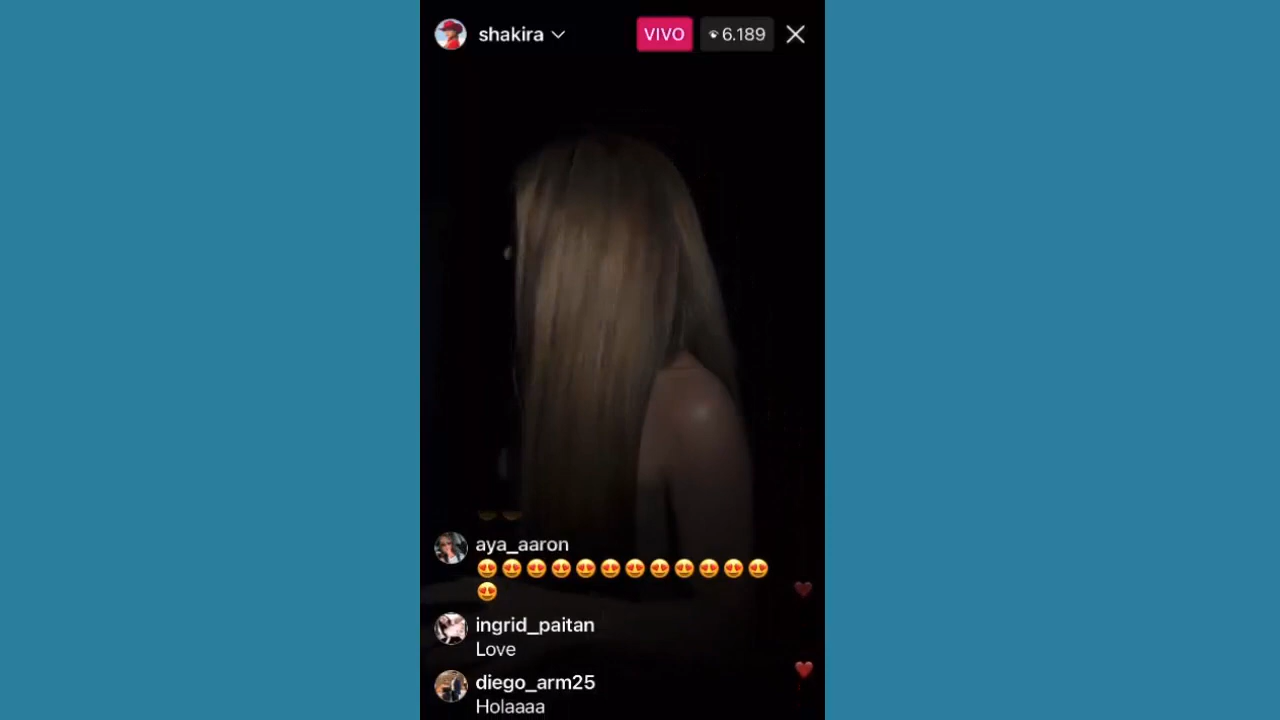 shakira
VIVO
6.189
aya_aaron
😍😍😍😍😍😍😍😍😍😍😍😍
😍
ingrid_paitan
Love
diego_arm25
Holaaaa